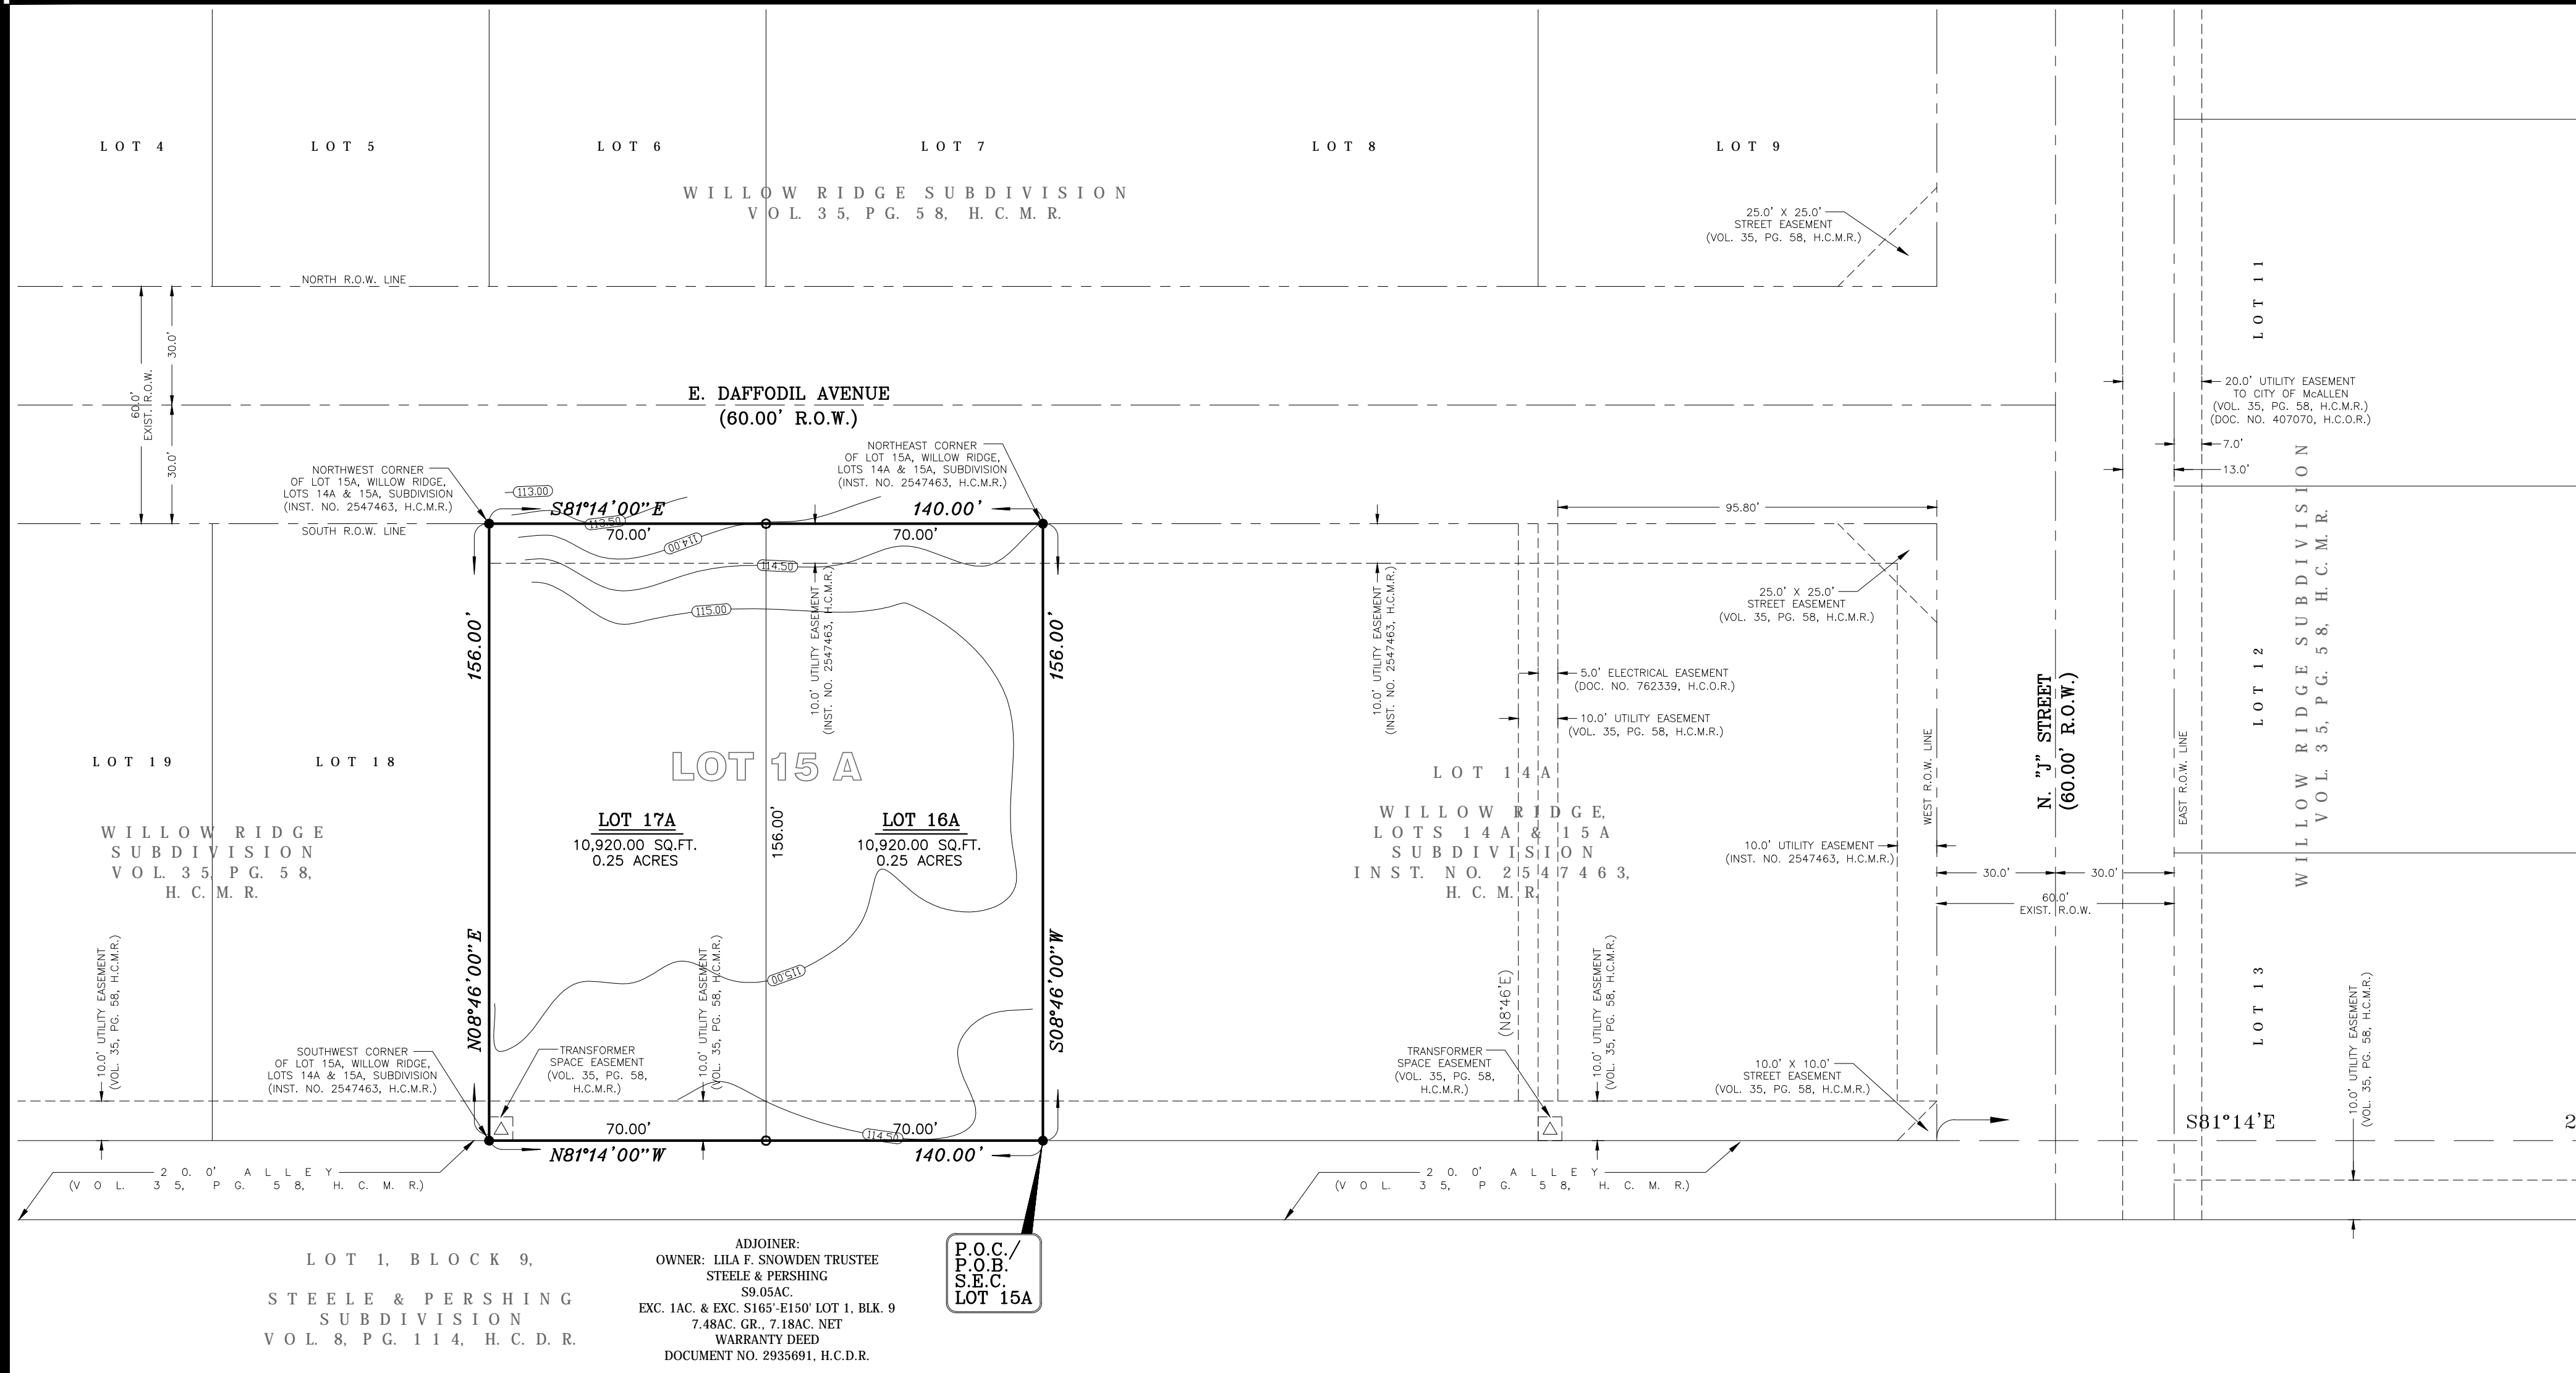 LOT 4
LOT 5
LOT 6
LOT 7
LOT 8
LOT 9
WILLOW RIDGE SUBDIVISION
VOL. 35, PG. 58, H.C.M.R.
25.0' X 25.0'
STREET EASEMENT
(VOL. 35, PG. 58, H.C.M.R.)
NORTH R.O.W. LINE
60.0'
EXIST. R.O.W.
30.0'
30.0'
E. DAFFODIL AVENUE
(60.00' R.O.W.)
NORTHWEST CORNER
OF LOT 15A, WILLOW RIDGE,
LOTS 14A & 15A, SUBDIVISION
(INST. NO. 2547463, H.C.M.R.)
NORTHEAST CORNER
OF LOT 15A, WILLOW RIDGE,
LOTS 14A & 15A, SUBDIVISION
(INST. NO. 2547463, H.C.M.R.)
SOUTH R.O.W. LINE
113.00
S81°14'00"E
140.00'
113.50
70.00'
70.00'
114.00
114.50
115.00
156.00'
N08°46'00"E
156.00'
S08°46'00"W
10.0' UTILITY EASEMENT
(INST. NO. 2547463, H.C.M.R.)
LOT 15 A
LOT 17A
10,920.00 SQ.FT.
0.25 ACRES
156.00'
LOT 16A
10,920.00 SQ.FT.
0.25 ACRES
115.00
LOT 19
LOT 18
WILLOW RIDGE
SUBDIVISION
VOL. 35, PG. 58,
H.C.M.R.
10.0' UTILITY EASEMENT
(VOL. 35, PG. 58, H.C.M.R.)
SOUTHWEST CORNER
OF LOT 15A, WILLOW RIDGE,
LOTS 14A & 15A, SUBDIVISION
(INST. NO. 2547463, H.C.M.R.)
TRANSFORMER
SPACE EASEMENT
(VOL. 35, PG. 58,
H.C.M.R.)
10.0' UTILITY EASEMENT
(VOL. 35, PG. 58, H.C.M.R.)
70.00'
114.50
70.00'
N81°14'00"W
140.00'
20.0' ALLEY
(VOL. 35, PG. 58, H.C.M.R.)
P.O.C./
P.O.B.
S.E.C.
LOT 15A
LOT 1, BLOCK 9,
STEELE & PERSHING
SUBDIVISION
VOL. 8, PG. 114, H.C.D.R.
ADJOINER:
OWNER: LILA F. SNOWDEN TRUSTEE
STEELE & PERSHING
S9.05AC.
EXC. 1AC. & EXC. S165'-E150' LOT 1, BLK. 9
7.48AC. GR., 7.18AC. NET
WARRANTY DEED
DOCUMENT NO. 2935691, H.C.D.R.
95.80'
10.0' UTILITY EASEMENT
(INST. NO. 2547463, H.C.M.R.)
25.0' X 25.0'
STREET EASEMENT
(VOL. 35, PG. 58, H.C.M.R.)
5.0' ELECTRICAL EASEMENT
(DOC. NO. 762339, H.C.O.R.)
10.0' UTILITY EASEMENT
(VOL. 35, PG. 58, H.C.M.R.)
LOT 14A
WILLOW RIDGE,
LOTS 14A & 15A
SUBDIVISION
INST. NO. 2547463,
H.C.M.R.
10.0' UTILITY EASEMENT
(INST. NO. 2547463, H.C.M.R.)
(N8°46'E)
10.0' UTILITY EASEMENT
(VOL. 35, PG. 58, H.C.M.R.)
TRANSFORMER
SPACE EASEMENT
(VOL. 35, PG. 58,
H.C.M.R.)
10.0' X 10.0'
STREET EASEMENT
(VOL. 35, PG. 58, H.C.M.R.)
20.0' ALLEY
(VOL. 35, PG. 58, H.C.M.R.)
WEST R.O.W. LINE
N. "J" STREET
(60.00' R.O.W.)
EAST R.O.W. LINE
30.0'
30.0'
60.0'
EXIST. R.O.W.
20.0' UTILITY EASEMENT
TO CITY OF McALLEN
(VOL. 35, PG. 58, H.C.M.R.)
(DOC. NO. 407070, H.C.O.R.)
7.0'
13.0'
LOT 11
LOT 12
LOT 13
WILLOW RIDGE SUBDIVISION
VOL. 35, PG. 58, H.C.M.R.
10.0' UTILITY EASEMENT
(VOL. 35, PG. 58, H.C.M.R.)
S81°14'E
2